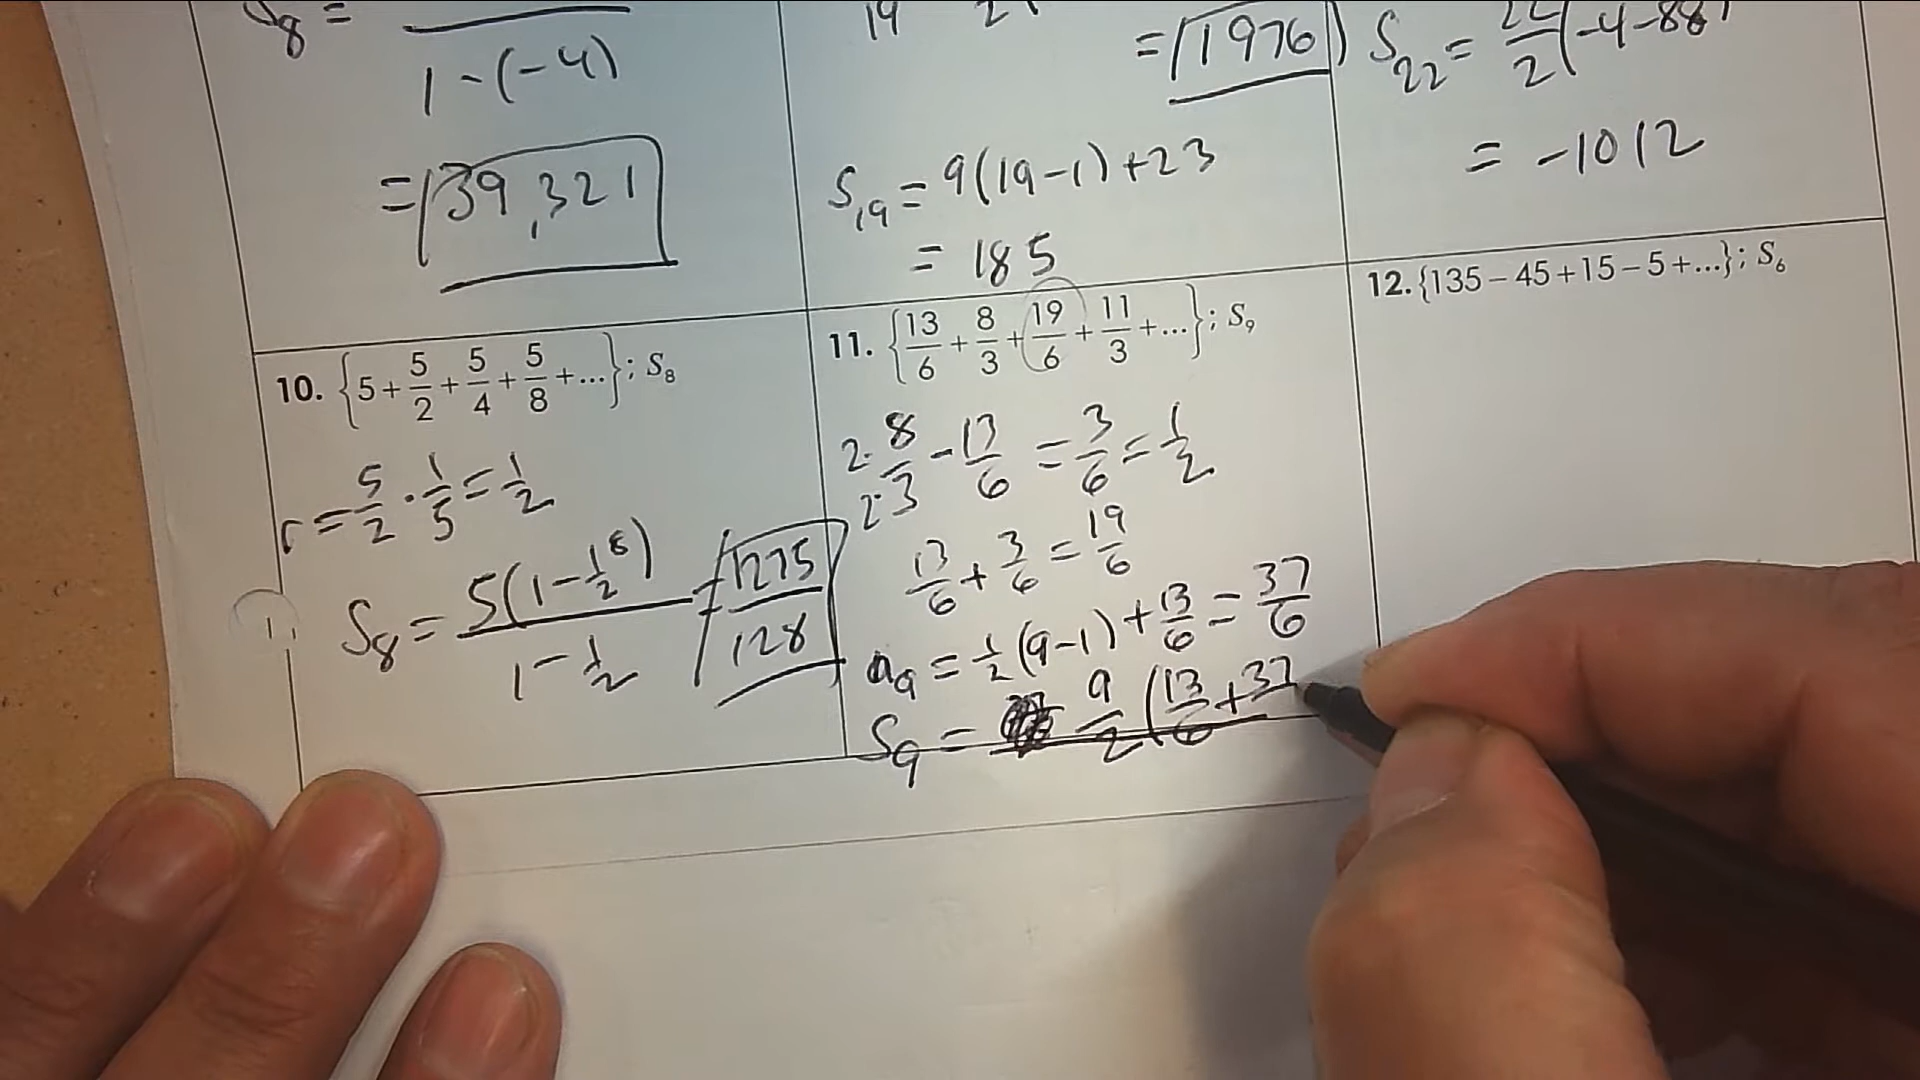 S₈ =
1-(-4)
= 39,321
19 2
= 1976
S₁₉ = 9(19-1)+23
= 185
S₂₂ = 22/2(-4-88)
= -1012
10. {5 + 5/2 + 5/4 + 5/8 + ...}; S₈
r = 5/2 · 1/5 = 1/2
S₈ = 5(1-1/2⁸)/(1-1/2) = 1275/128
11. {13/6 + 8/3 + 19/6 + 11/3 + ...}; S₉
2·8/2·3 - 13/6 = 3/6 = 1/2
13/6 + 3/6 = 19/6
a₉ = 1/2(9-1) + 13/6 = 37/6
S₉ = 9/2(13/6 + 37
12. {135 - 45 + 15 - 5 + ...}; S₆